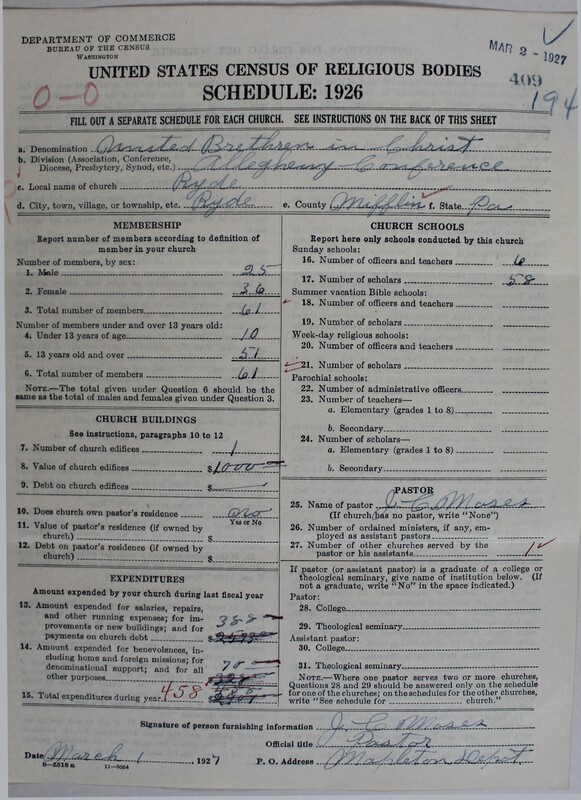 DEPARTMENT OF COMMERCE
BUREAU OF THE CENSUS
WASHINGTON
MAR 2 - 1927
409
194
0-0
UNITED STATES CENSUS OF RELIGIOUS BODIES
SCHEDULE: 1926
FILL OUT A SEPARATE SCHEDULE FOR EACH CHURCH. SEE INSTRUCTIONS ON THE BACK OF THIS SHEET
a. Denomination United Brethren in Christ
b. Division (Association, Conference, Diocese, Presbytery, Synod, etc.) Allegheny Conference
c. Local name of church Ryde
d. City, town, village, or township, etc. Ryde e. County Mifflin f. State Pa
MEMBERSHIP
Report number of members according to definition of
member in your church
Number of members, by sex:
1. Male 25
2. Female 36
3. Total number of members 61
Number of members under and over 13 years old:
4. Under 13 years of age 10
5. 13 years old and over 51
6. Total number of members 61
NOTE.—The total given under Question 6 should be
same as the total of males and females given under Question 3.
CHURCH BUILDINGS
See instructions, paragraphs 10 to 12
7. Number of church edifices 1
8. Value of church edifices $1000
9. Debt on church edifices $
10. Does church own pastor's residence? no
Yes or No
11. Value of pastor's residence (if owned by
church) $
12. Debt on pastor's residence (if owned by
church) $
EXPENDITURES
Amount expended by your church during last fiscal year
13. Amount expended for salaries, repairs,
and other running expenses; for im-
provements or new buildings; and for 388
payments on church debt $
14. Amount expended for benevolences,
including home and foreign missions; for
denominational support; and for all 70
other purposes
15. Total expenditures during year 458
CHURCH SCHOOLS
Report here only schools conducted by this church
Sunday schools:
16. Number of officers and teachers 6
17. Number of scholars 58
Summer vacation Bible schools:
18. Number of officers and teachers
19. Number of scholars
Week-day religious schools:
20. Number of officers and teachers
21. Number of scholars
Parochial schools:
22. Number of administrative officers
23. Number of teachers—
a. Elementary (grades 1 to 8)
b. Secondary
24. Number of scholars—
a. Elementary (grades 1 to 8)
b. Secondary
PASTOR
25. Name of pastor J. C. Moses
(If church has no pastor, write "None")
26. Number of ordained ministers, if any, em-
ployed as assistant pastors
27. Number of other churches served by the
pastor or his assistants 1
If pastor (or assistant pastor) is a graduate of a college or
theological seminary, give name of institution below. (If
not a graduate, write "No" in the space indicated.)
Pastor:
28. College
29. Theological seminary
Assistant pastor:
30. College
31. Theological seminary
NOTE.—Where one pastor serves two or more churches,
Questions 28 and 29 should be answered only on the schedule
for one of the churches; on the schedules for the other churches,
write "See schedule for church."
Signature of person furnishing information J. C. Moses
Official title Pastor
Date March 1 1927 P. O. Address Mapleton Depot
8-5318a 11-9054